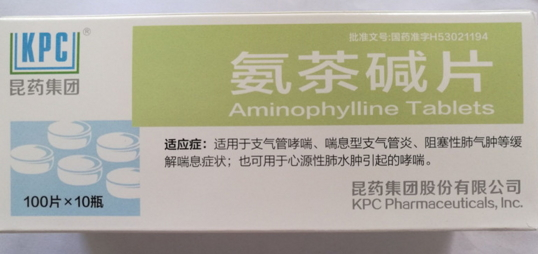 KPC®
昆药集团
批准文号:国药准字H53021194
氨茶碱片
Aminophylline Tablets
适应症：适用于支气管哮喘、喘息型支气管炎、阻塞性肺气肿等缓
解喘息症状；也可用于心源性肺水肿引起的哮喘。
100片×10瓶
昆药集团股份有限公司
KPC Pharmaceuticals, Inc.